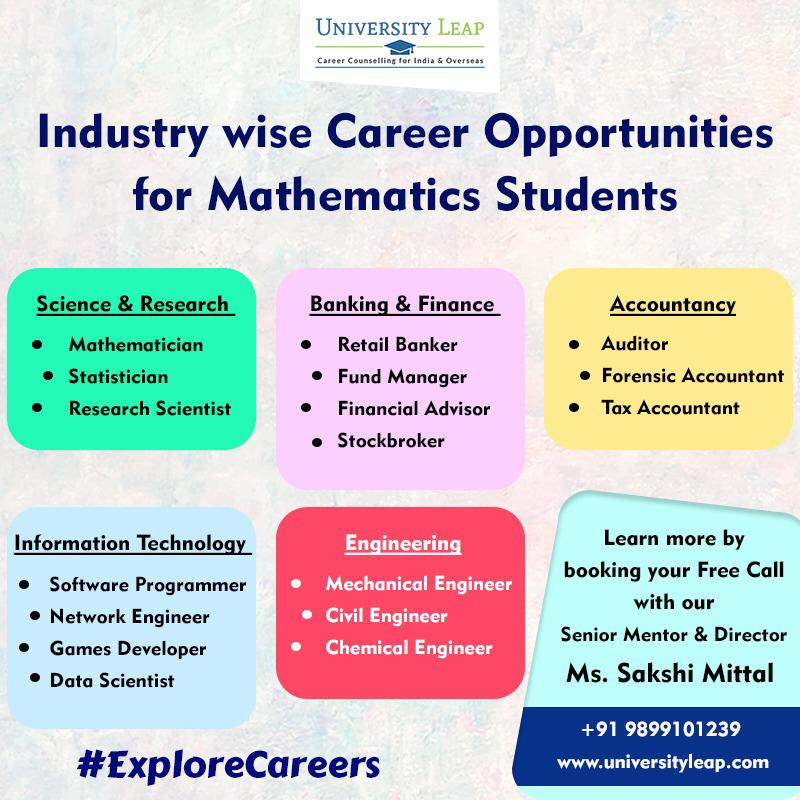 UNIVERSITY LEAP
Career Counselling for India & Overseas
Industry wise Career Opportunities
for Mathematics Students
Science & Research
• Mathematician
• Statistician
• Research Scientist
Banking & Finance
• Retail Banker
• Fund Manager
• Financial Advisor
• Stockbroker
Accountancy
• Auditor
• Forensic Accountant
• Tax Accountant
Information Technology
• Software Programmer
• Network Engineer
• Games Developer
• Data Scientist
Engineering
• Mechanical Engineer
• Civil Engineer
• Chemical Engineer
Learn more by
booking your Free Call
with our
Senior Mentor & Director
Ms. Sakshi Mittal
+91 9899101239
www.universityleap.com
#ExploreCareers